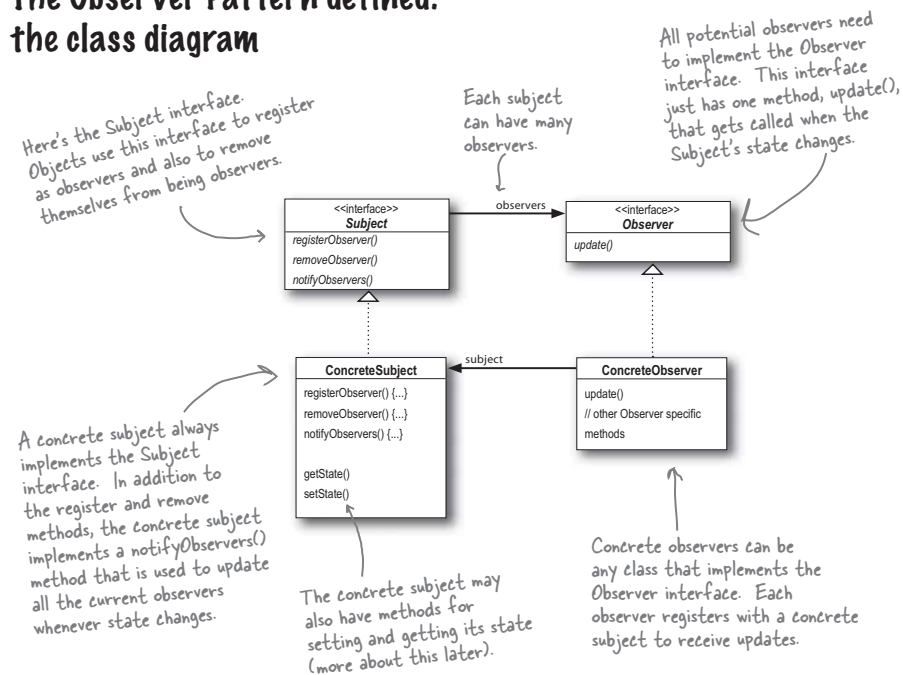 The Observer Pattern defined:
the class diagram
Here's the Subject interface.
Objects use this interface to register
as observers and also to remove
themselves from being observers.
Each subject
can have many
observers.
All potential observers need
to implement the Observer
interface. This interface
just has one method, update(),
that gets called when the
Subject's state changes.
<<interface>>
Subject
registerObserver()
removeObserver()
notifyObservers()
observers
<<interface>>
Observer
update()
ConcreteSubject
registerObserver() {...}
removeObserver() {...}
notifyObservers() {...}
getState()
setState()
subject
ConcreteObserver
update()
// other Observer specific
methods
A concrete subject always
implements the Subject
interface. In addition to
the register and remove
methods, the concrete subject
implements a notifyObservers()
method that is used to update
all the current observers
whenever state changes.
The concrete subject may
also have methods for
setting and getting its state
(more about this later).
Concrete observers can be
any class that implements the
Observer interface. Each
observer registers with a concrete
subject to receive updates.